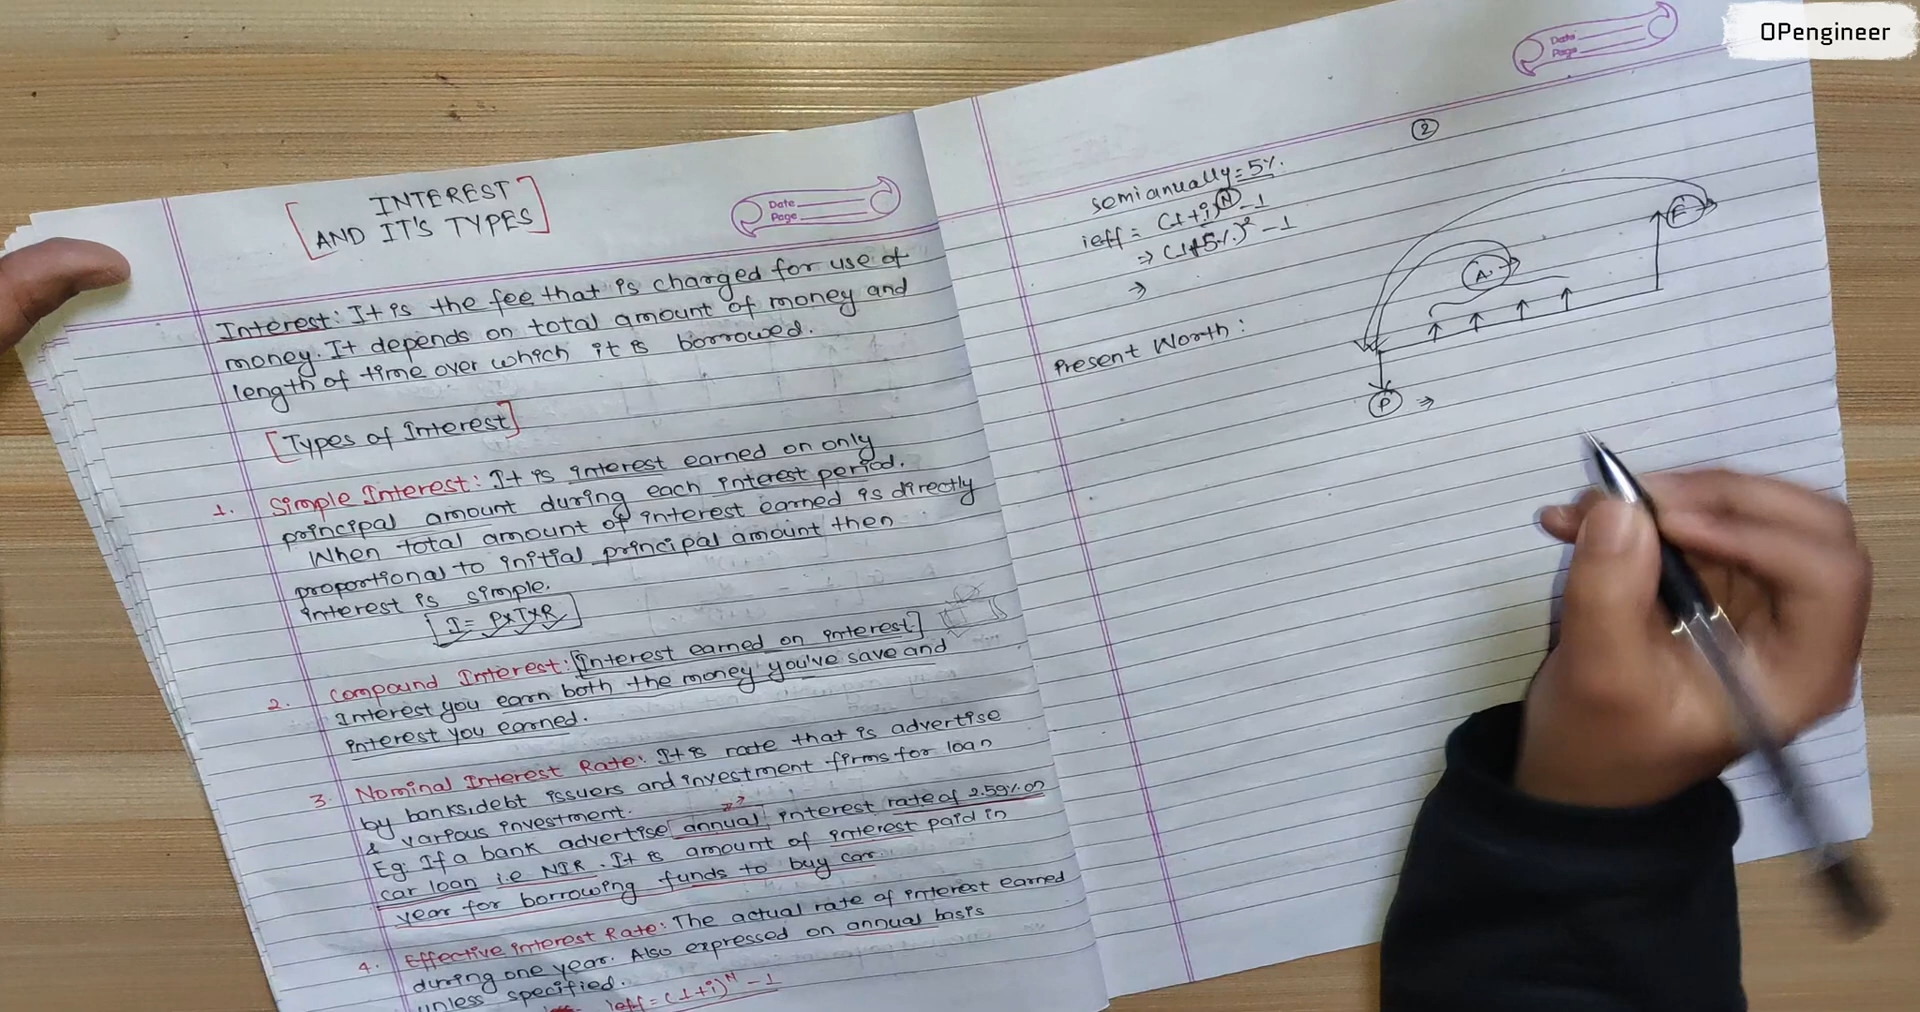 OPengineer
INTEREST
AND IT'S TYPES
Date
Page
Interest: It is the fee that is charged for use of
money. It depends on total amount of money and
length of time over which it is borrowed.
[Types of Interest]
1. Simple Interest: It is interest earned on only
principal amount during each interest period.
When total amount of interest earned is directly
proportional to initial principal amount then
interest is simple.
I = P×T×R
2. Compound Interest: [Interest earned on interest]
Interest you earn both the money you've save and
interest you earned.
3. Nominal Interest Rate: It is rate that is advertise
by banks, debt issuers and investment firms for loan
& various investment.
Eg: If a bank advertise annual interest rate of 2.59% on
car loan i.e NIR. It is amount of interest paid in
year for borrowing funds to buy car
4. Effective interest Rate: The actual rate of interest earned
during one year. Also expressed on annual basis
unless specified.
ieff = (1+i)^N - 1
Date
Page
2
semianually = 5%.
ieff = (1+i)^N - 1
⇒ (1+5%)^2 - 1
⇒
Present Worth:
A
F
P ⇒